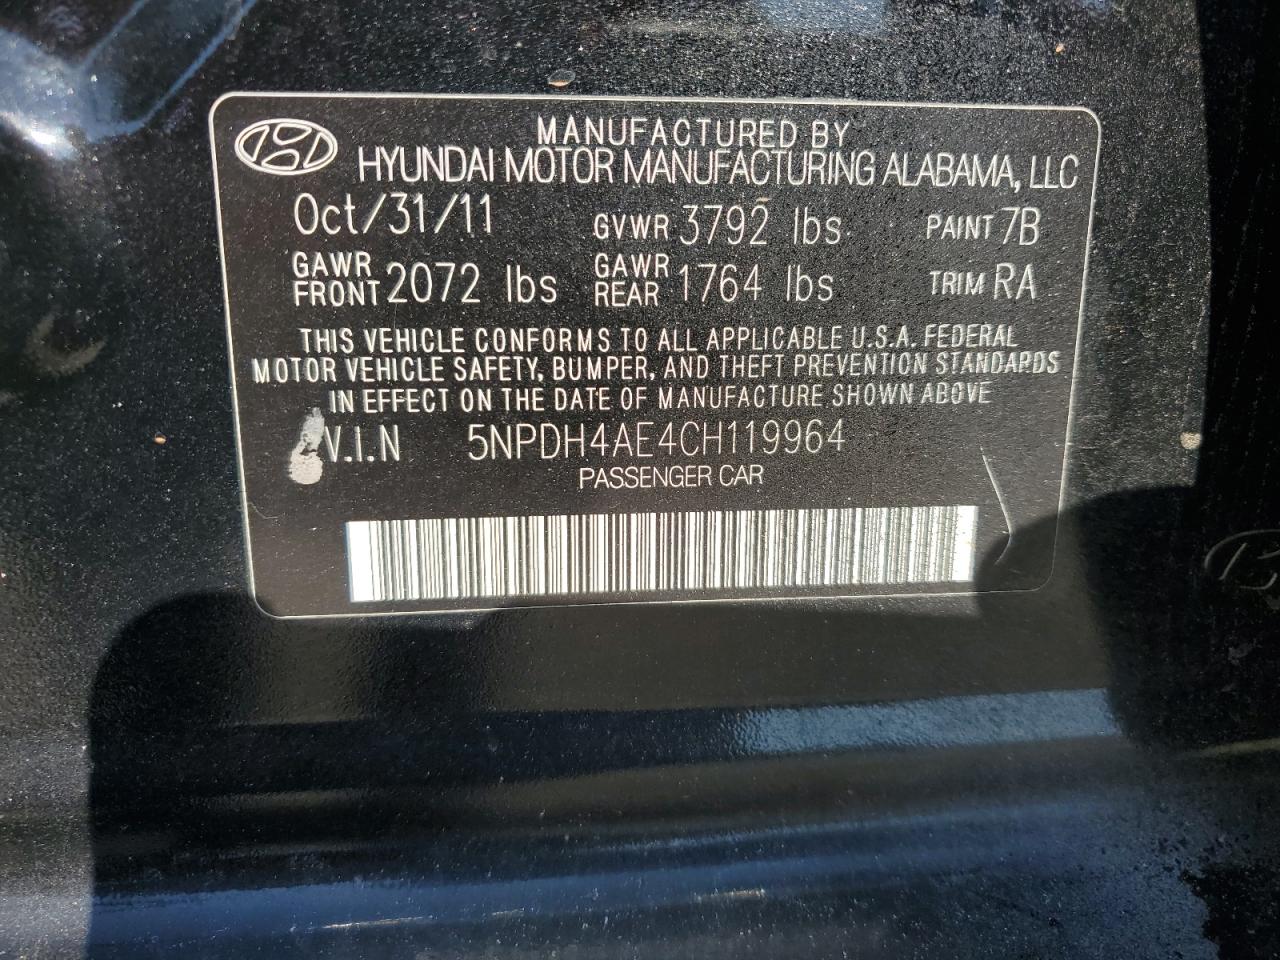 MANUFACTURED BY
HYUNDAI MOTOR MANUFACTURING ALABAMA, LLC
Oct/31/11 GVWR 3792 lbs PAINT 7B
GAWR FRONT 2072 lbs GAWR REAR 1764 lbs TRIM RA
THIS VEHICLE CONFORMS TO ALL APPLICABLE U.S.A. FEDERAL
MOTOR VEHICLE SAFETY, BUMPER, AND THEFT PREVENTION STANDARDS
IN EFFECT ON THE DATE OF MANUFACTURE SHOWN ABOVE
V.I.N 5NPDH4AE4CH119964
PASSENGER CAR